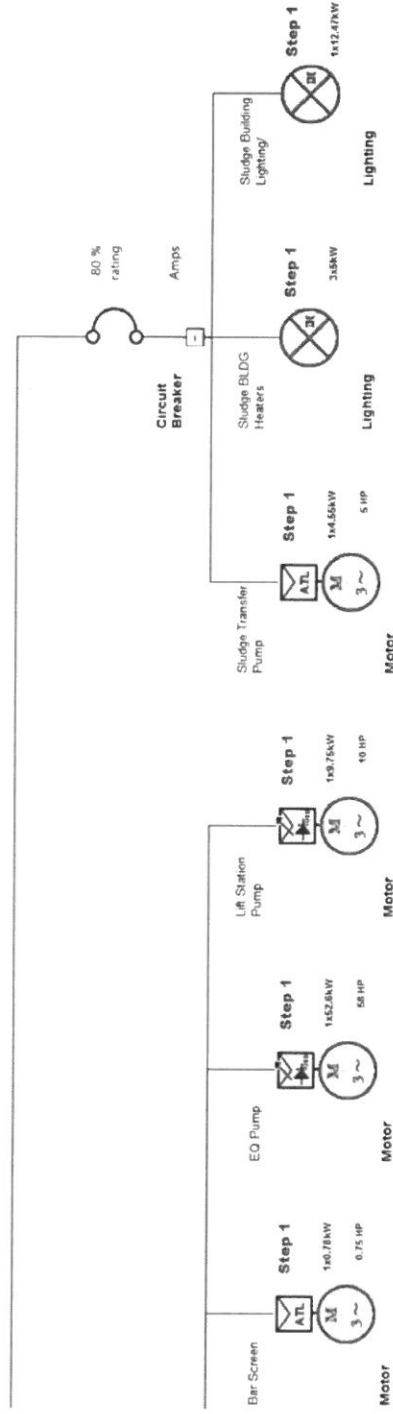 80 %
rating
Amps
Circuit
Breaker
-
Bar Screen
Step 1
ATL
M
3~
1x0.78kW
0.75 HP
Motor
EQ Pump
Step 1
M
3~
1x52.6kW
58 HP
Motor
Lift Station
Pump
Step 1
M
3~
1x9.75kW
10 HP
Motor
Sludge Transfer
Pump
Step 1
ATL
M
3~
1x4.55kW
5 HP
Motor
Sludge BLDG
Heaters
Step 1
3x5kW
Lighting
Sludge Building
Lighting/
Step 1
1x12.47kW
Lighting